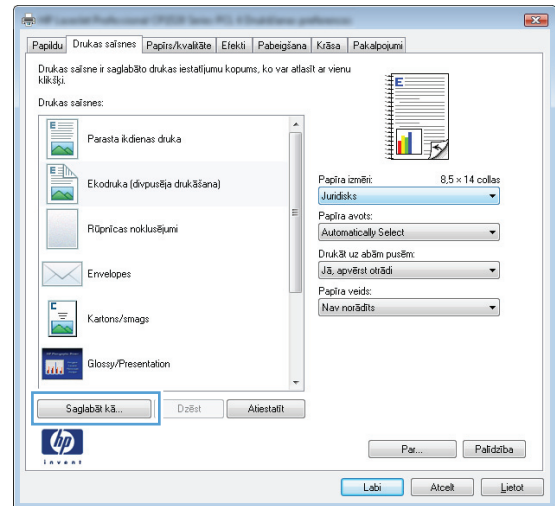 Papildu Drukas saīsnes Papīrs/kvalitāte Efekti Pabeigšana Krāsa Pakalpojumi
Drukas saīsne ir saglabāto drukas iestatījumu kopums, ko var atlasīt ar vienu
klikšķi.
Drukas saīsnes:
Parasta ikdienas druka
Ekodruka (divpusēja drukāšana)
Rūpnīcas noklusējumi
Envelopes
Kartons/smags
Glossy/Presentation
Saglabāt kā... Dzēst Atiestatīt
Papīra izmēri: 8,5 × 14 collas
Juridisks
Papīra avots:
Automatically Select
Drukāt uz abām pusēm:
Jā, apvērst otrādi
Papīra veids:
Nav norādīts
hp
invent
Par... Palīdzība
Labi Atcelt Lietot